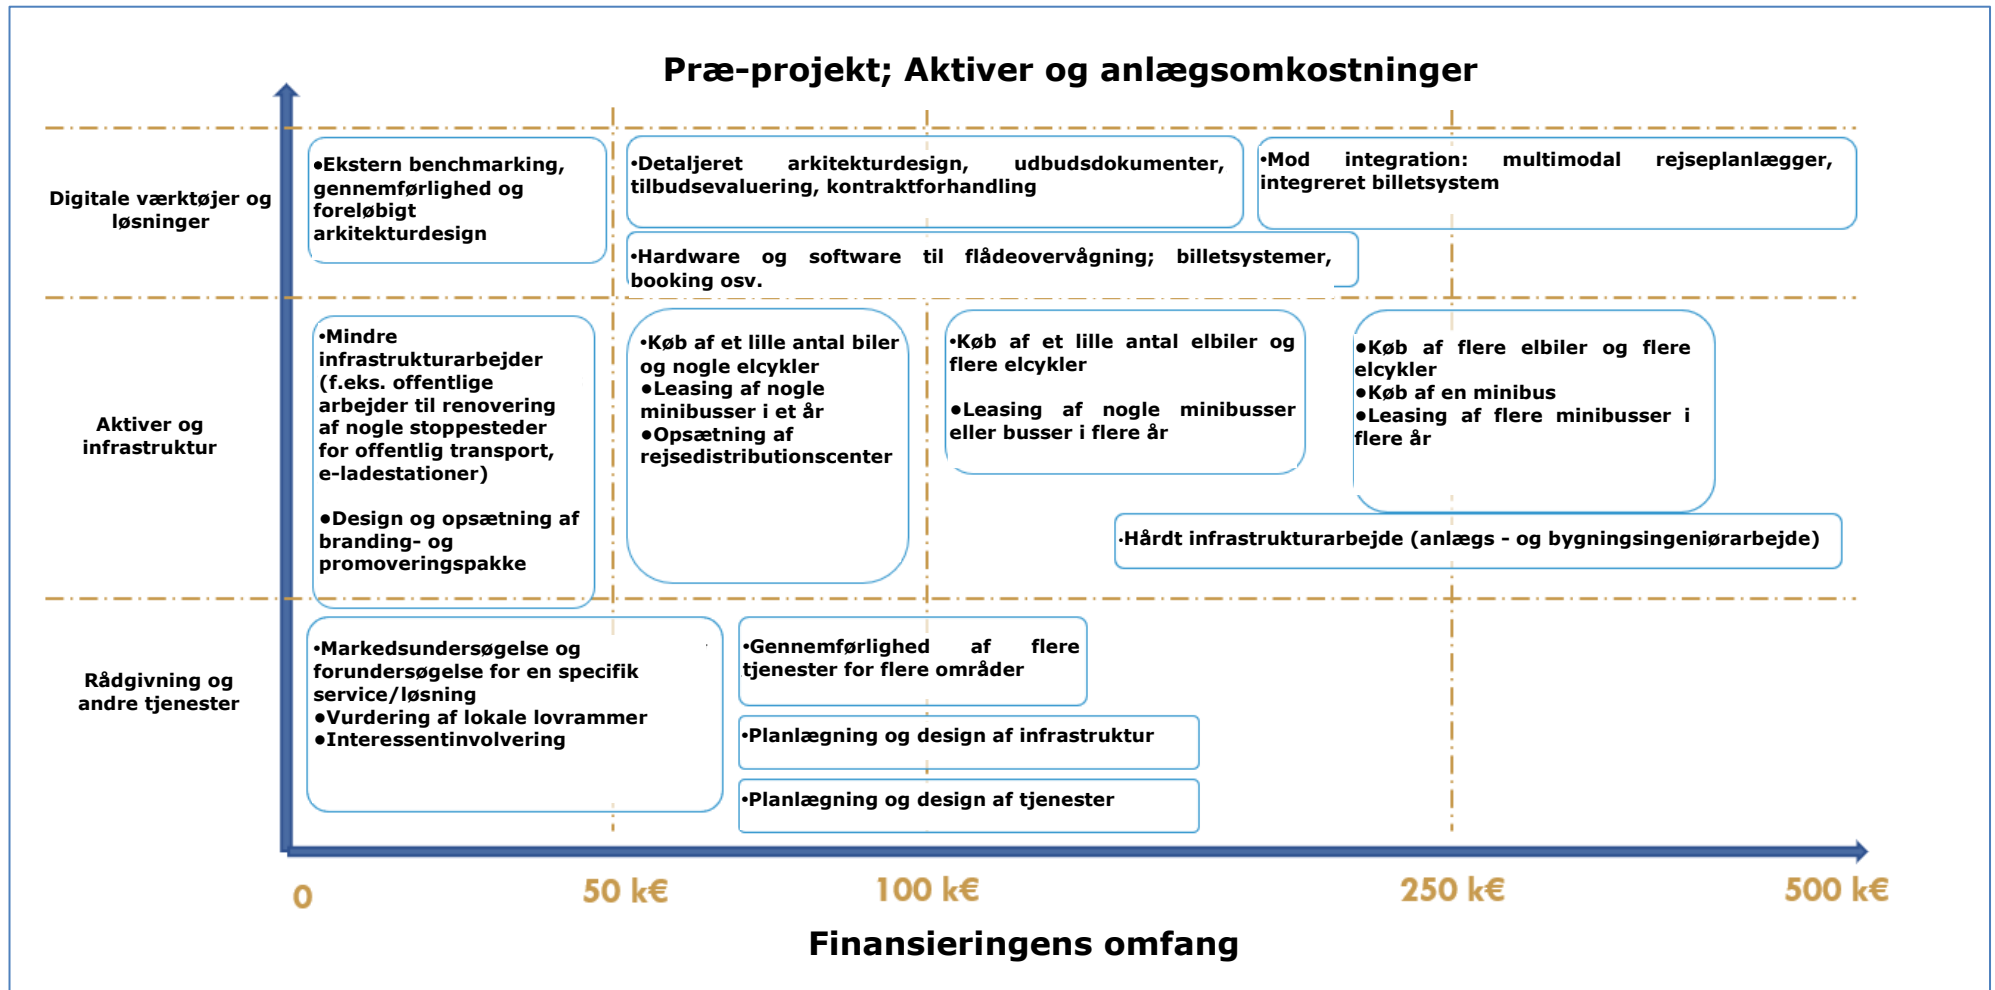 Præ-projekt; Aktiver og anlægsomkostninger
Digitale værktøjer og
løsninger
•Ekstern benchmarking,
gennemførlighed og
foreløbigt
arkitekturdesign
•Detaljeret arkitekturdesign, udbudsdokumenter,
tilbudsevaluering, kontraktforhandling
•Mod integration: multimodal rejseplanlægger,
integreret billetsystem
•Hardware og software til flådeovervågning; billetsystemer,
booking osv.
Aktiver og
infrastruktur
•Mindre
infrastrukturarbejder
(f.eks. offentlige
arbejder til renovering
af nogle stoppesteder
for offentlig transport,
e-ladestationer)
●Design og opsætning af
branding- og
promoveringspakke
•Køb af et lille antal biler
og nogle elcykler
●Leasing af nogle
minibusser i et år
●Opsætning af
rejsedistributionscenter
•Køb af et lille antal elbiler og
flere elcykler
●Leasing af nogle minibusser
eller busser i flere år
●Køb af flere elbiler og flere
elcykler
●Køb af en minibus
●Leasing af flere minibusser i
flere år
•Hårdt infrastrukturarbejde (anlægs - og bygningsingeniørarbejde)
Rådgivning og
andre tjenester
•Markedsundersøgelse og
forundersøgelse for en specifik
service/løsning
●Vurdering af lokale lovrammer
●Interessentinvolvering
•Gennemførlighed af flere
tjenester for flere områder
•Planlægning og design af infrastruktur
•Planlægning og design af tjenester
0
50 k€
100 k€
250 k€
500 k€
Finansieringens omfang